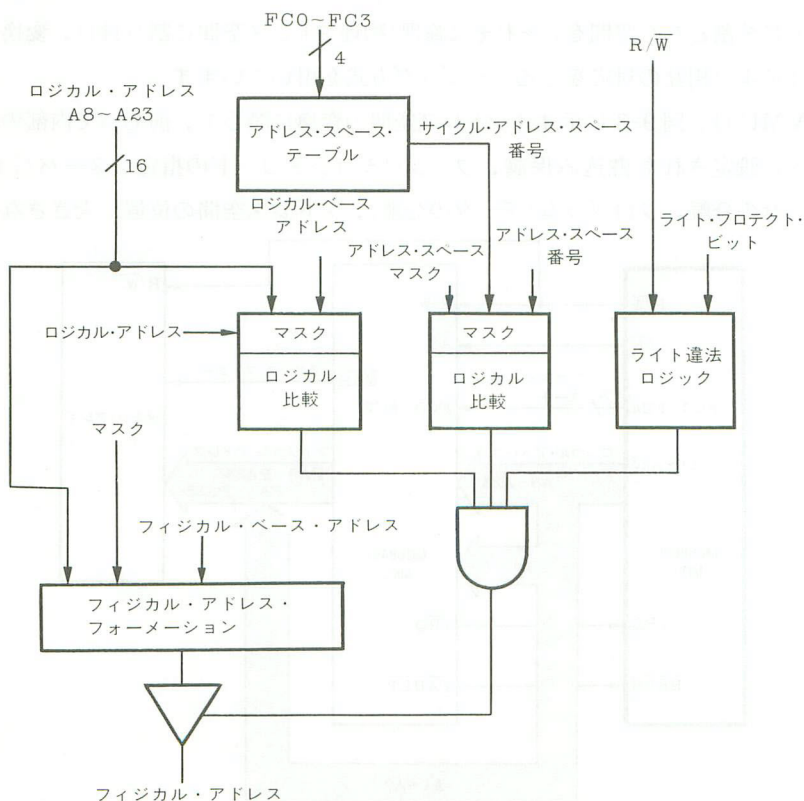 FC0～FC3
4
R/W̅
ロジカル・アドレス
A8～A23
16
アドレス・スペース・
テーブル
サイクル・アドレス・スペース
番号
ロジカル・ベース
アドレス
アドレス・スペース
マスク
アドレス・スペース
番号
ライト・プロテクト・
ビット
ロジカル・アドレス
マスク
ロジカル
比較
マスク
ロジカル
比較
ライト違法
ロジック
マスク
フィジカル・ベース・アドレス
フィジカル・アドレス・
フォーメーション
フィジカル・アドレス